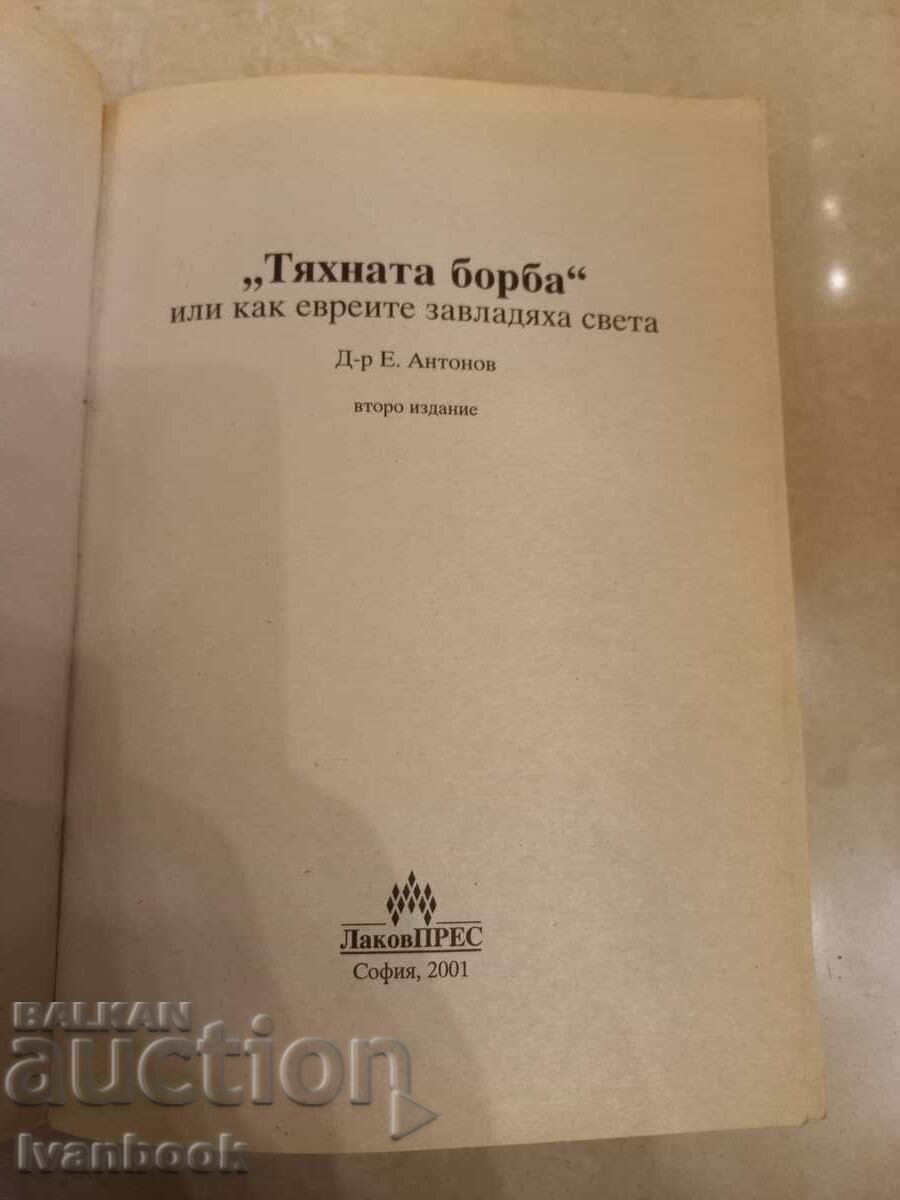 „Тяхната борба“
или как евреите завладяха света
Д-р Е. Антонов
второ издание
ЛаковПРЕС
София, 2001
BALKAN
auction
Ivanbook